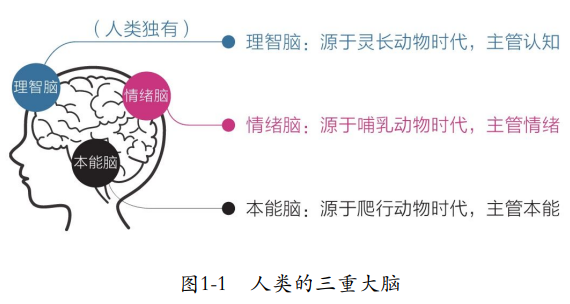 （人类独有）
理智脑：源于灵长动物时代，主管认知
理智脑
情绪脑
情绪脑：源于哺乳动物时代，主管情绪
本能脑
本能脑：源于爬行动物时代，主管本能
图1-1 人类的三重大脑